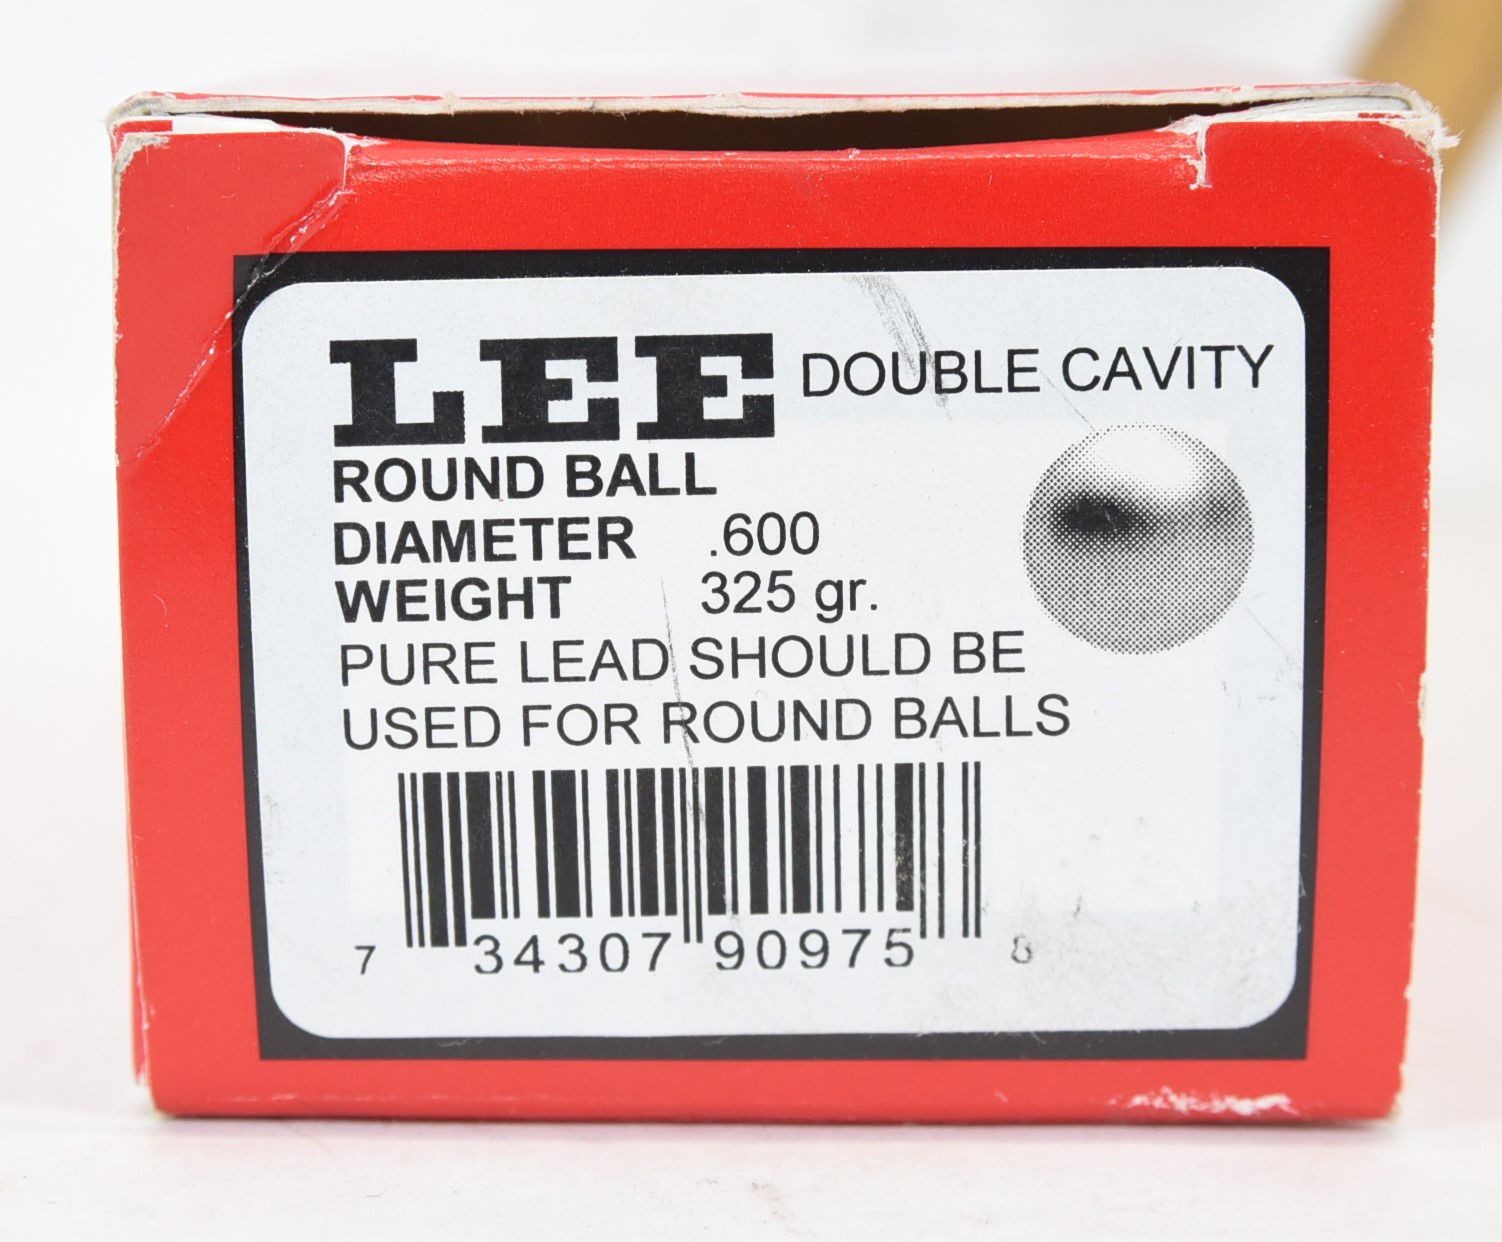 LEE DOUBLE CAVITY
ROUND BALL
DIAMETER .600
WEIGHT 325 gr.
PURE LEAD SHOULD BE
USED FOR ROUND BALLS
7 34307 90975 8